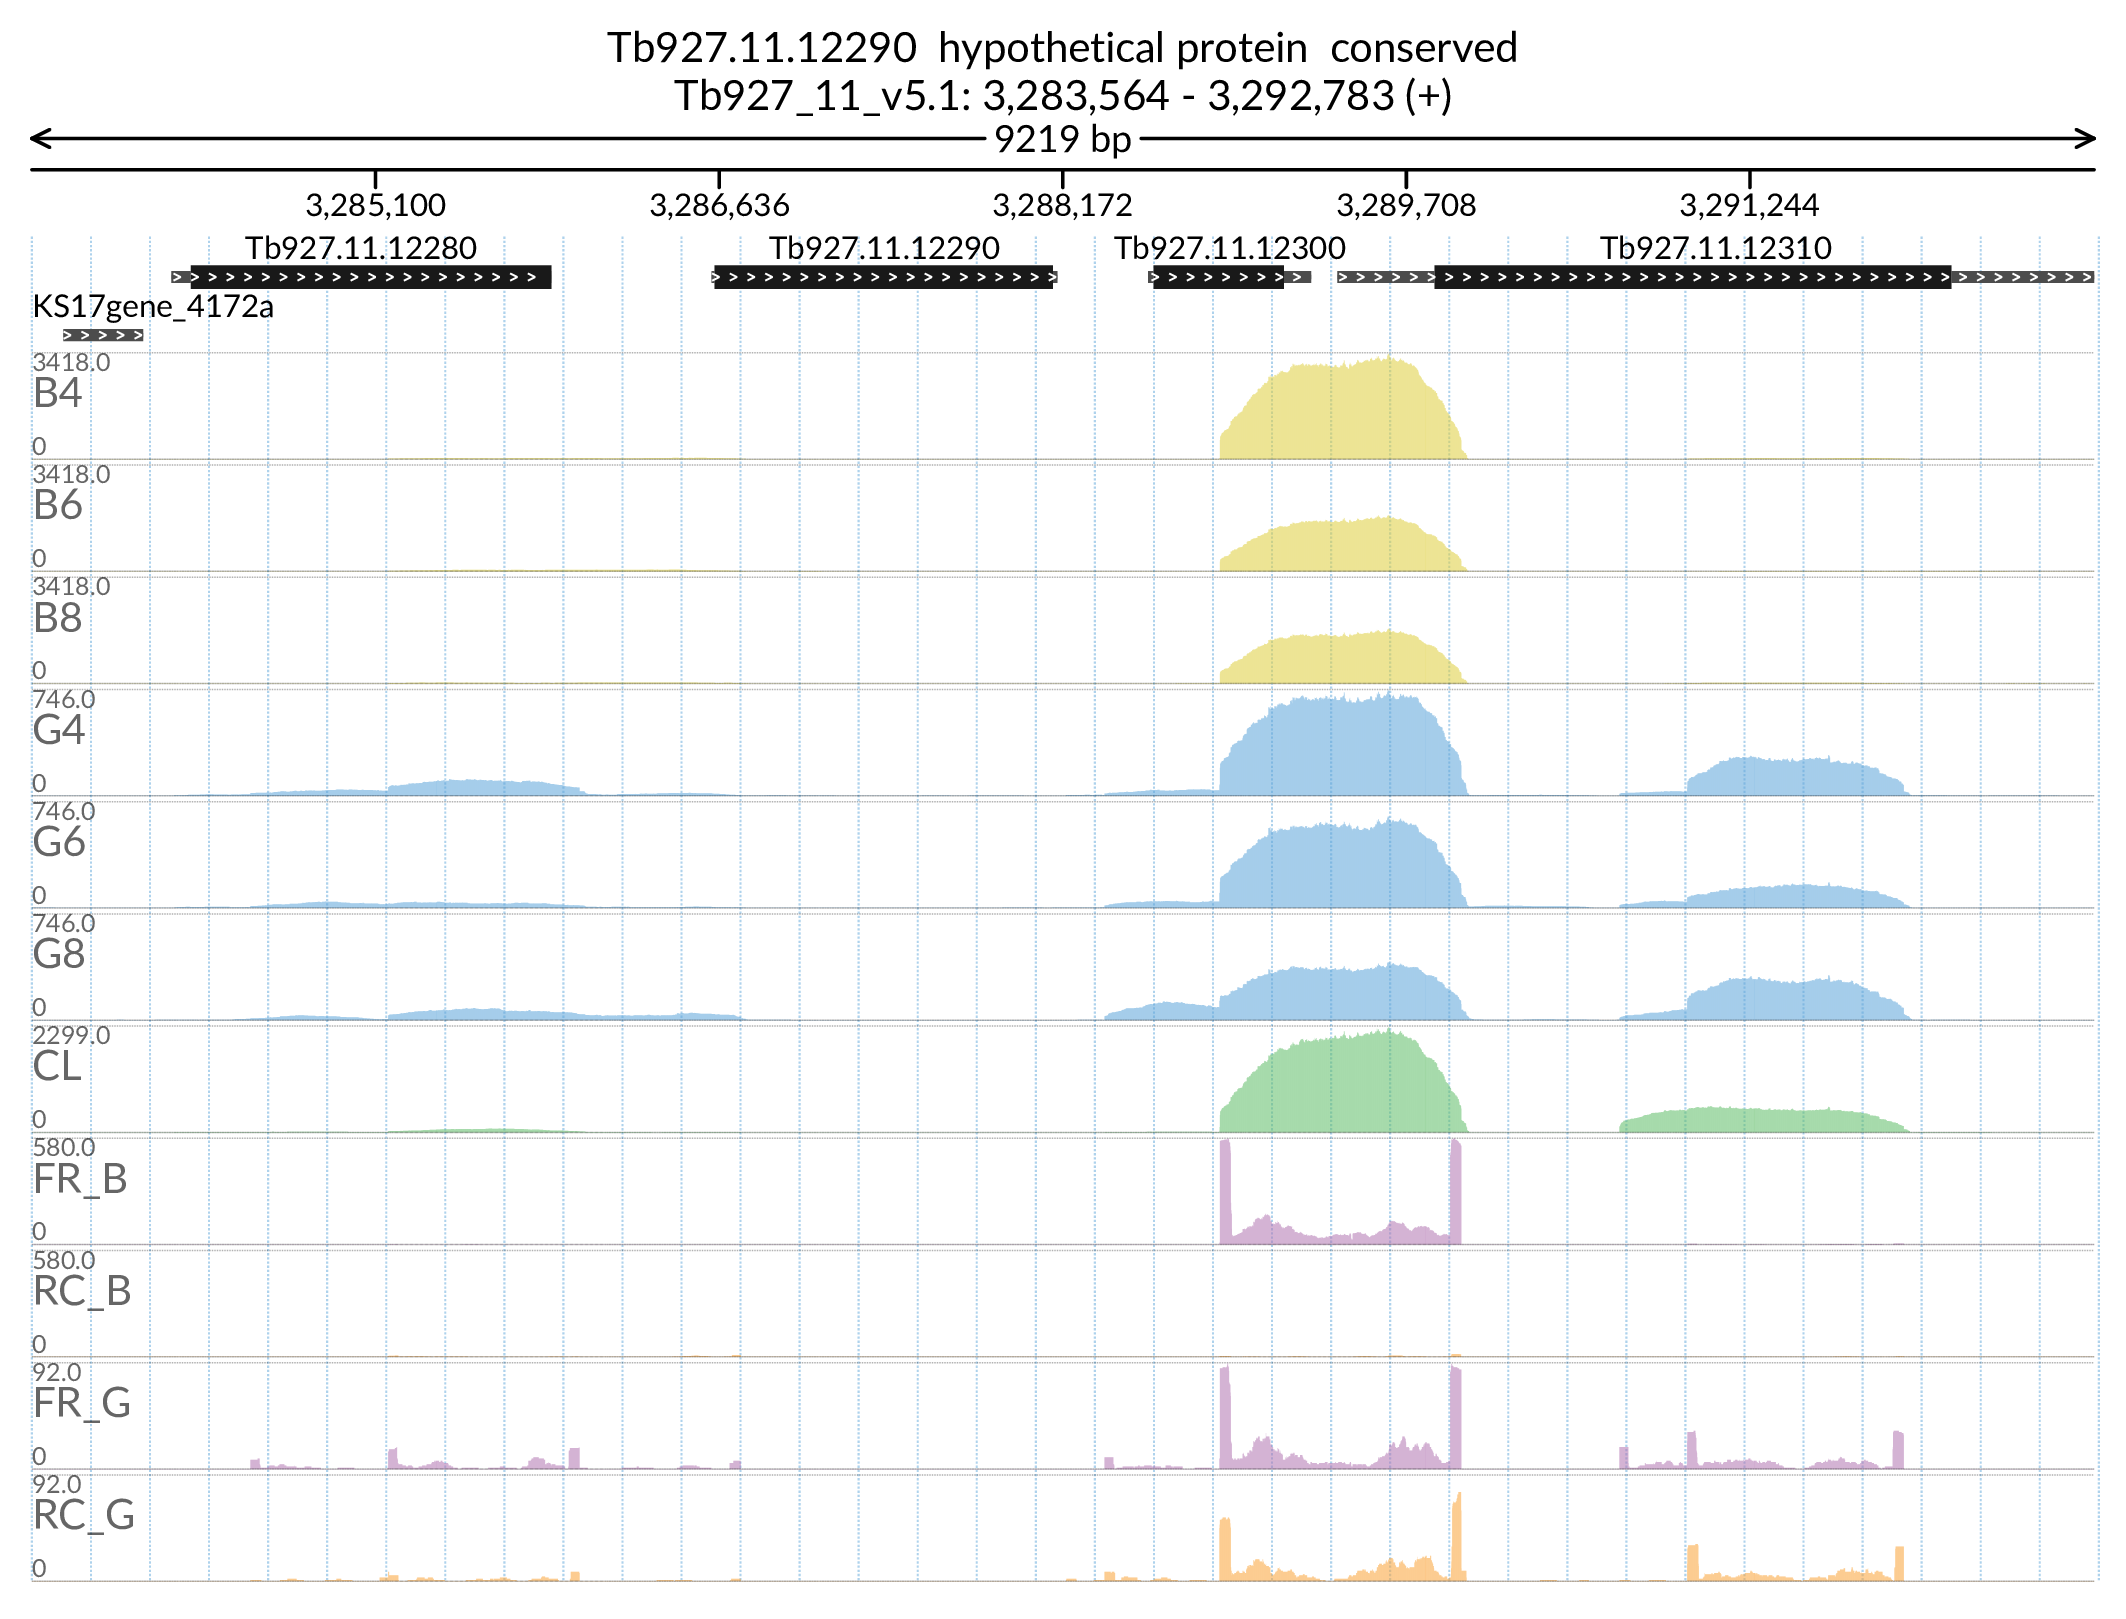 Tb927.11.12290  hypothetical protein  conserved
Tb927_11_v5.1: 3,283,564 - 3,292,783 (+)
9219 bp
3,285,100 3,286,636 3,288,172 3,289,708 3,291,244
Tb927.11.12280 Tb927.11.12290 Tb927.11.12300 Tb927.11.12310
KS17gene_4172a
3418.0
B4
0
3418.0
B6
0
3418.0
B8
0
746.0
G4
0
746.0
G6
0
746.0
G8
0
2299.0
CL
0
580.0
FR_B
0
580.0
RC_B
0
92.0
FR_G
0
92.0
RC_G
0